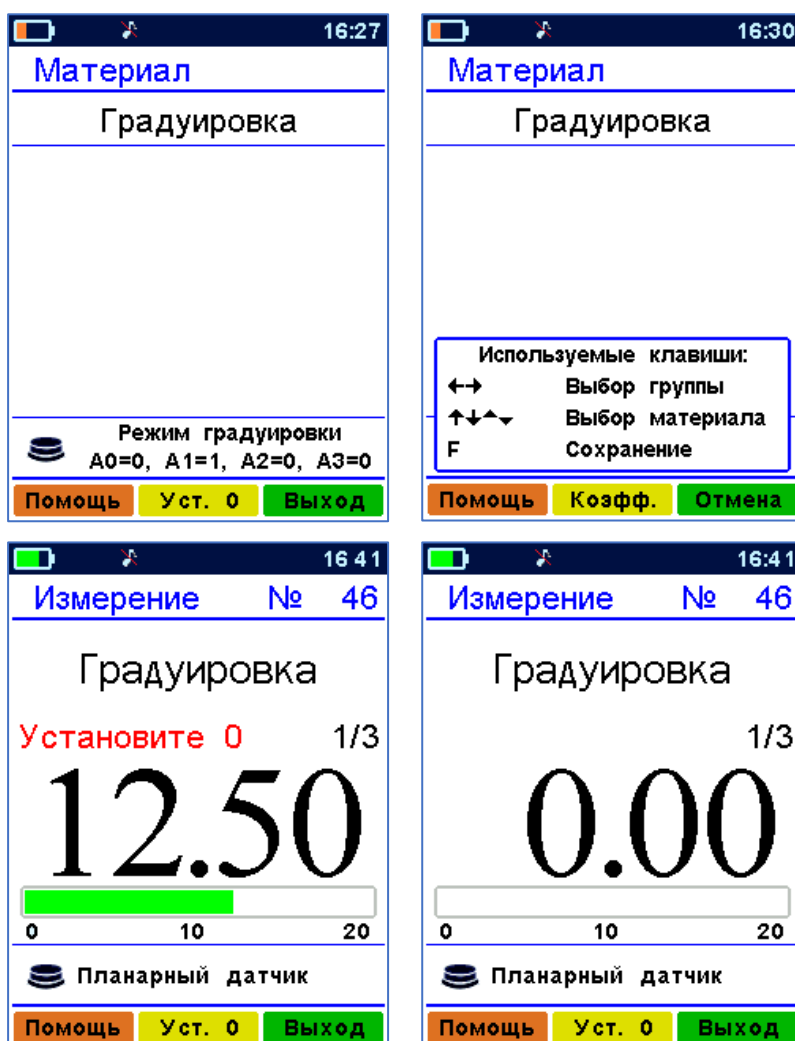 16:27
Материал
Градуировка
Режим градуировки
A0=0, A1=1, A2=0, A3=0
Помощь Уст. 0 Выход
16:30
Материал
Градуировка
Используемые клавиши:
←→ Выбор группы
↑↓ Выбор материала
F Сохранение
Помощь Коэфф. Отмена
16 41
Измерение № 46
Градуировка
Установите 0 1/3
12.50
0 10 20
Планарный датчик
Помощь Уст. 0 Выход
16:41
Измерение № 46
Градуировка
1/3
0.00
0 10 20
Планарный датчик
Помощь Уст. 0 Выход